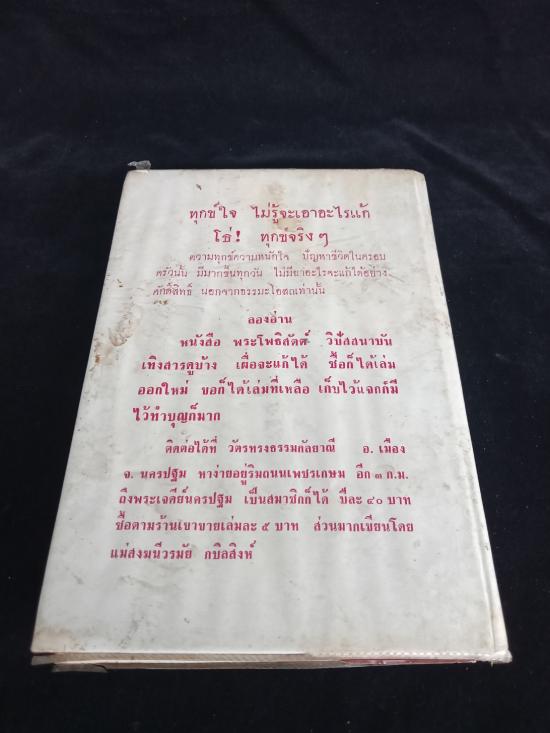 ทุกข์ใจ ไม่รู้จะเอาอะไรแก้
โธ่! ทุกข์จริงๆ
ความทุกข์ความหนักใจ ปัญหาชีวิตในครอบ
ครัวนั้น มีมากขึ้นทุกวัน ไม่มียาอะไรจะแก้ได้อย่าง
ศักดิ์สิทธิ์ นอกจากธรรมะโอสถเท่านั้น
ลองอ่าน
หนังสือ พระโพธิสัตต์ วิปัสสนาบัน
เทิงสารดูบ้าง เผื่อจะแก้ได้ ซื้อก็ได้เล่ม
ออกใหม่ ขอก็ได้เล่มที่เหลือ เก็บไว้แจกก็มี
ไว้ทำบุญก็มาก
ติดต่อได้ที่ วัตรทรงธรรมกัลยาณี อ. เมือง
จ. นครปฐม หาง่ายอยู่ริมถนนเพชรเกษม อีก ๓ ก.ม.
ถึงพระเจดีย์นครปฐม เป็นสมาชิกก็ได้ ปีละ ๔๐ บาท
ซื้อตามร้านเขาขายเล่มละ ๕ บาท ส่วนมากเขียนโดย
แม่สงฆนีวรมัย กบิลสิงห์